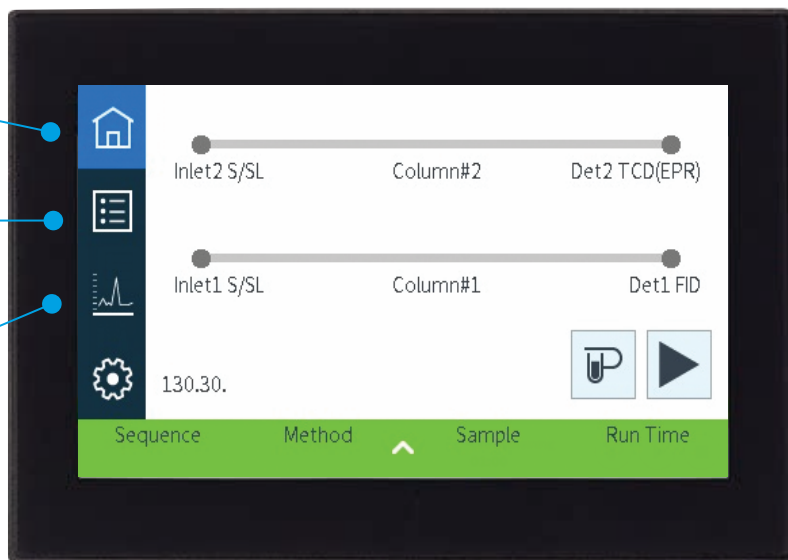 Inlet2 S/SL Column#2 Det2 TCD(EPR)
Inlet1 S/SL Column#1 Det1 FID
130.30.
Sequence Method Sample Run Time